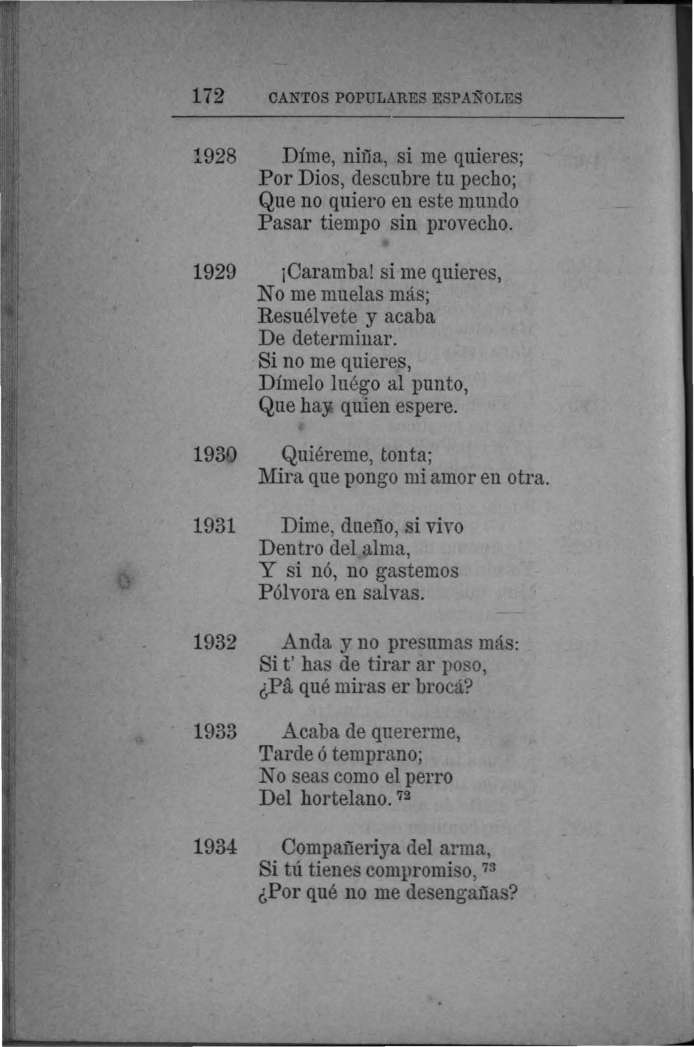 172 CANTOS POPULARES ESPAÑOLES
1928 Díme, niña, si me quieres;
Por Dios, descubre tu pecho;
Que no quiero en este mundo
Pasar tiempo sin provecho.
1929 ¡Caramba! si me quieres,
No me muelas más;
Resuélvete y acaba
De determinar.
Si no me quieres,
Dímelo luégo al punto,
Que hay quien espere.
1930 Quiéreme, tonta;
Mira que pongo mi amor en otra.
1931 Dime, dueño, si vivo
Dentro del alma,
Y si nó, no gastemos
Pólvora en salvas.
1932 Anda y no presumas más:
Si t' has de tirar ar poso,
¿Pâ qué miras er brocá?
1933 Acaba de quererme,
Tarde ó temprano;
No seas como el perro
Del hortelano. 72
1934 Compañeriya del arma,
Si tú tienes compromiso, 73
¿Por qué no me desengañas?